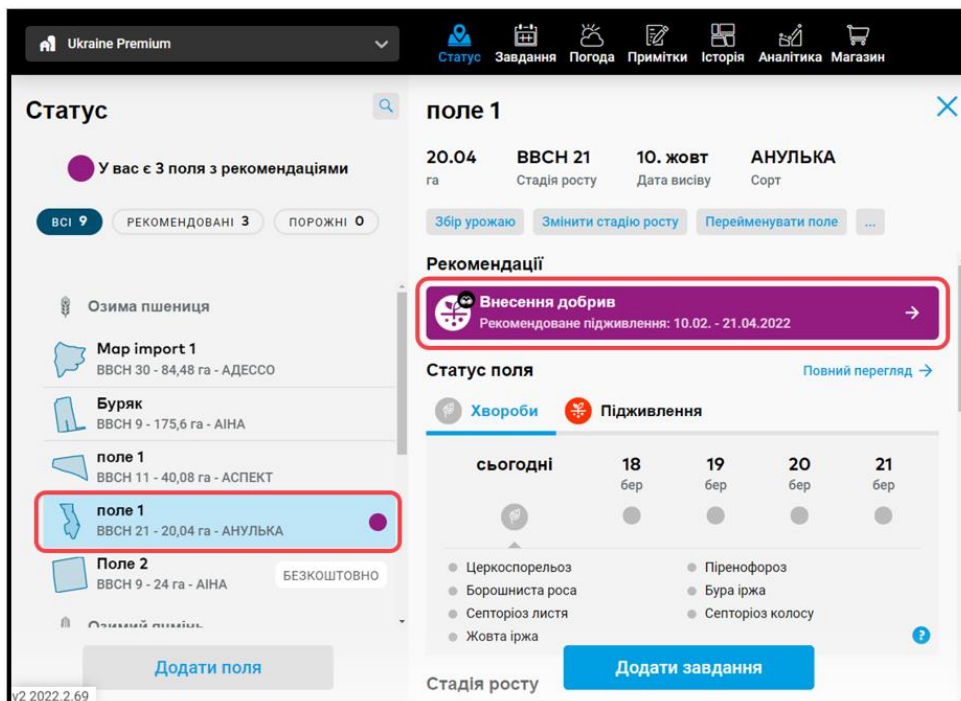 Ukraine Premium
Статус Завдання Погода Примітки Історія Аналітика Магазин
Статус
У вас є 3 поля з рекомендаціями
ВСІ 9 РЕКОМЕНДОВАНІ 3 ПОРОЖНІ 0
Озима пшениця
Map import 1
BBCH 30 - 84,48 га - АДЕССО
Буряк
BBCH 9 - 175,6 га - АІНА
поле 1
BBCH 11 - 40,08 га - АСПЕКТ
поле 1
BBCH 21 - 20,04 га - АНУЛЬКА
Поле 2
BBCH 9 - 24 га - АІНА
БЕЗКОШТОВНО
Озимий ячмінь
Додати поля
v2 2022.2.69
поле 1
20.04 BBCH 21 10. жовт АНУЛЬКА
га Стадія росту Дата висіву Сорт
Збір урожаю Змінити стадію росту Перейменувати поле ...
Рекомендації
Внесення добрив
Рекомендоване підживлення: 10.02. - 21.04.2022
Статус поля Повний перегляд
Хвороби Підживлення
сьогодні 18 19 20 21
бер бер бер бер
Церкоспорельоз Піренофороз
Борошниста роса Бура іржа
Септоріоз листя Септоріоз колосу
Жовта іржа
?
Додати завдання
Стадія росту